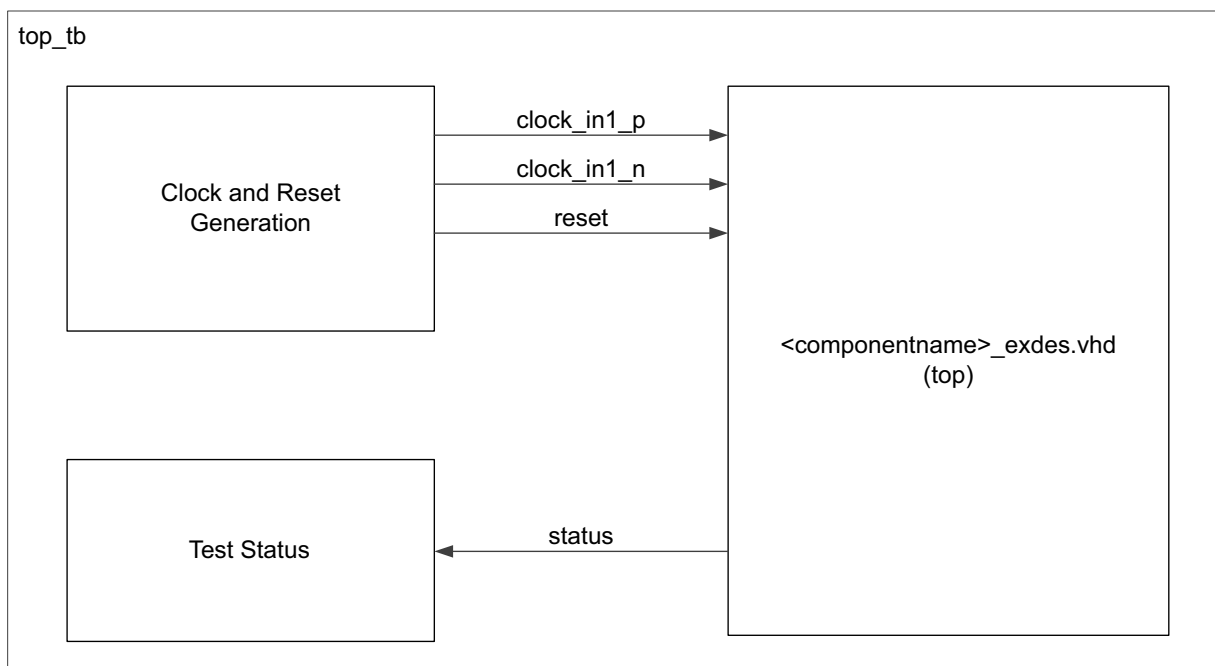 top_tb
clock_in1_p
clock_in1_n
Clock and Reset
Generation
reset
<componentname>_exdes.vhd
(top)
status
Test Status